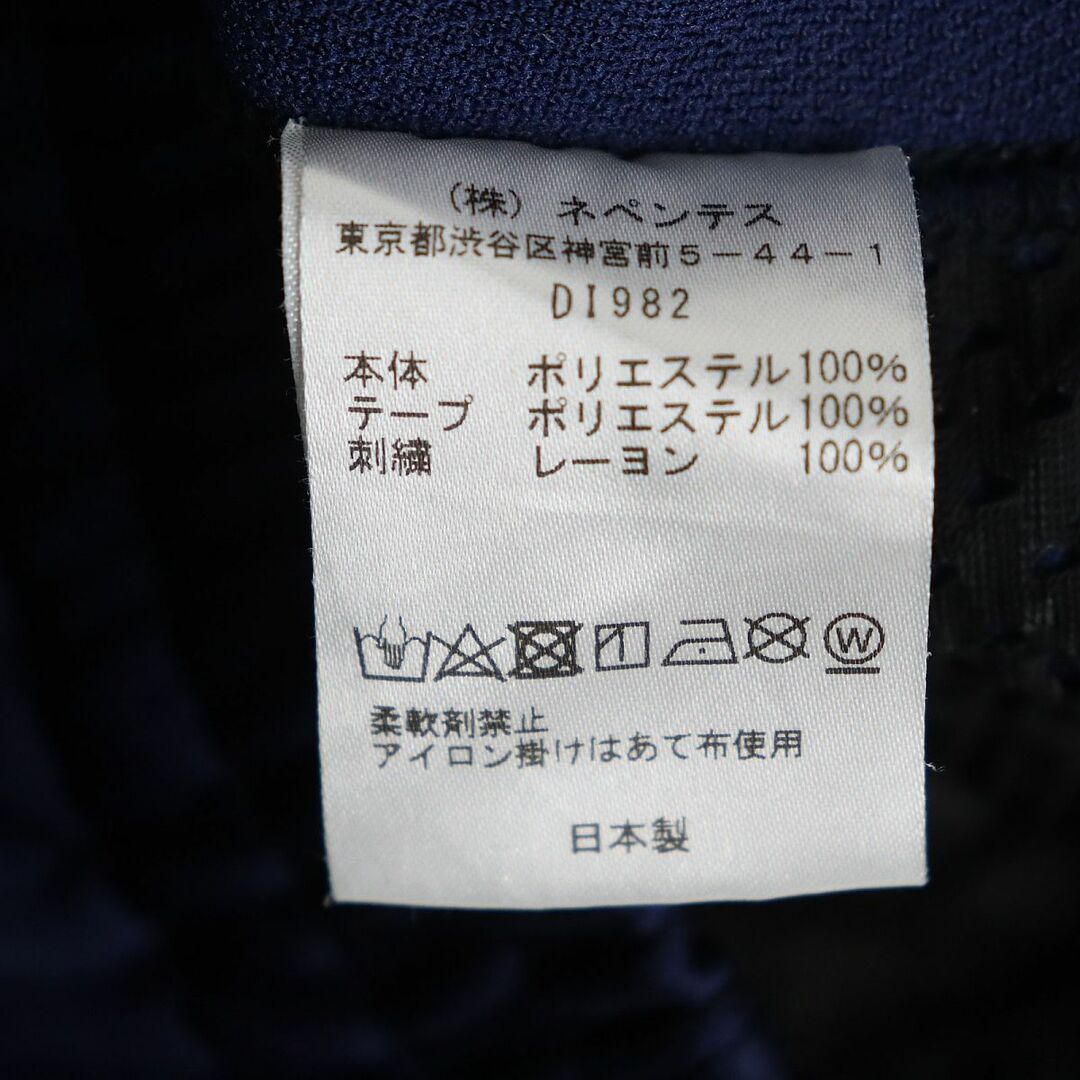 (株) ネペンテス
東京都渋谷区神宮前5-44-1
DI982
本体 ポリエステル100%
テープ ポリエステル100%
刺繍 レーヨン 100%
W
柔軟剤禁止
アイロン掛けはあて布使用
日本製